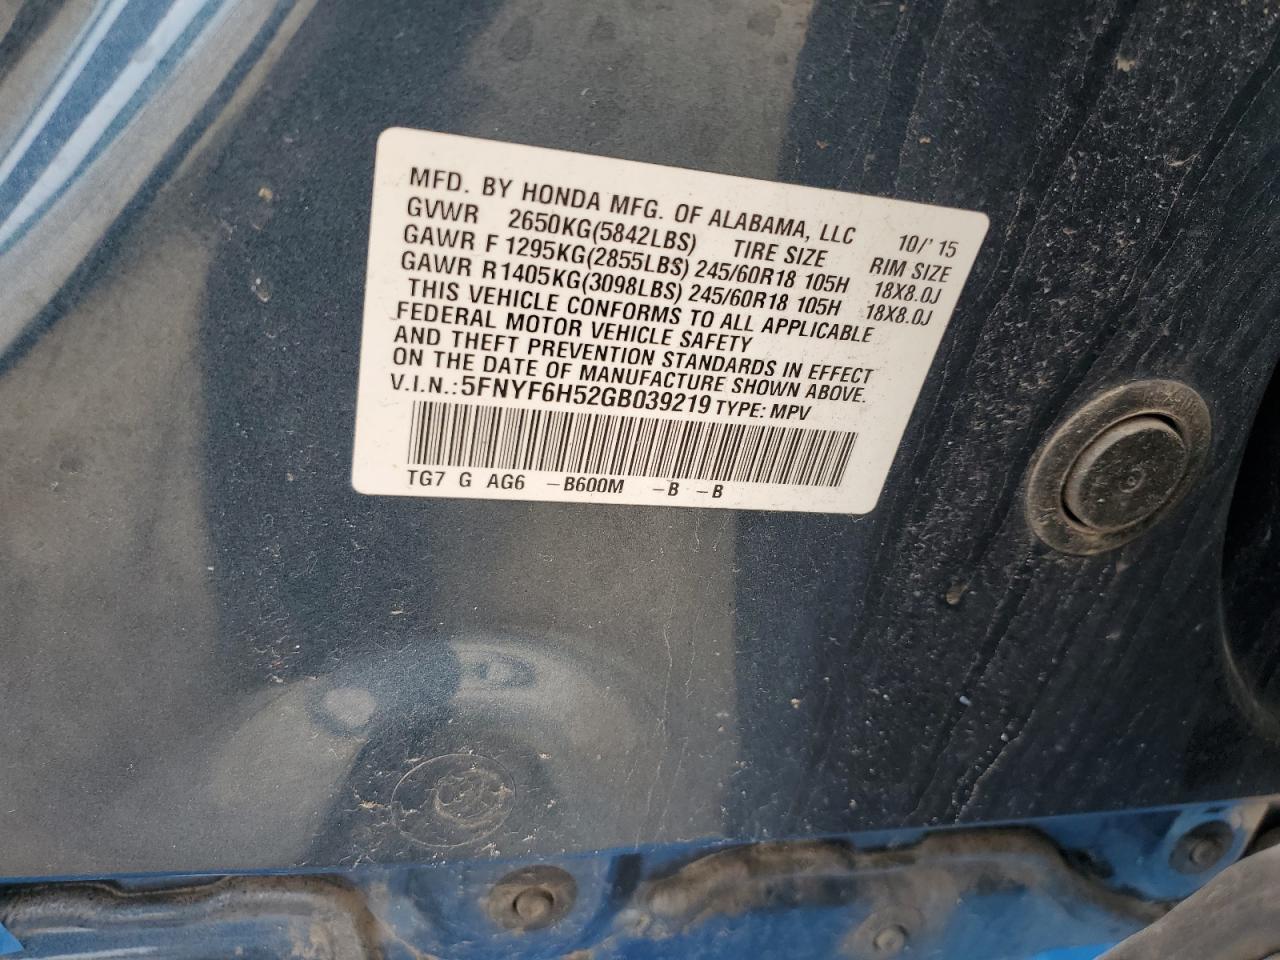 MFD. BY HONDA MFG. OF ALABAMA, LLC 10/'15
GVWR 2650KG(5842LBS) TIRE SIZE RIM SIZE
GAWR F 1295KG(2855LBS) 245/60R18 105H 18X8.0J
GAWR R1405KG(3098LBS) 245/60R18 105H 18X8.0J
THIS VEHICLE CONFORMS TO ALL APPLICABLE
FEDERAL MOTOR VEHICLE SAFETY
AND THEFT PREVENTION STANDARDS IN EFFECT
ON THE DATE OF MANUFACTURE SHOWN ABOVE.
V.I.N.:5FNYF6H52GB039219 TYPE: MPV
TG7 G AG6 -B600M -B -B